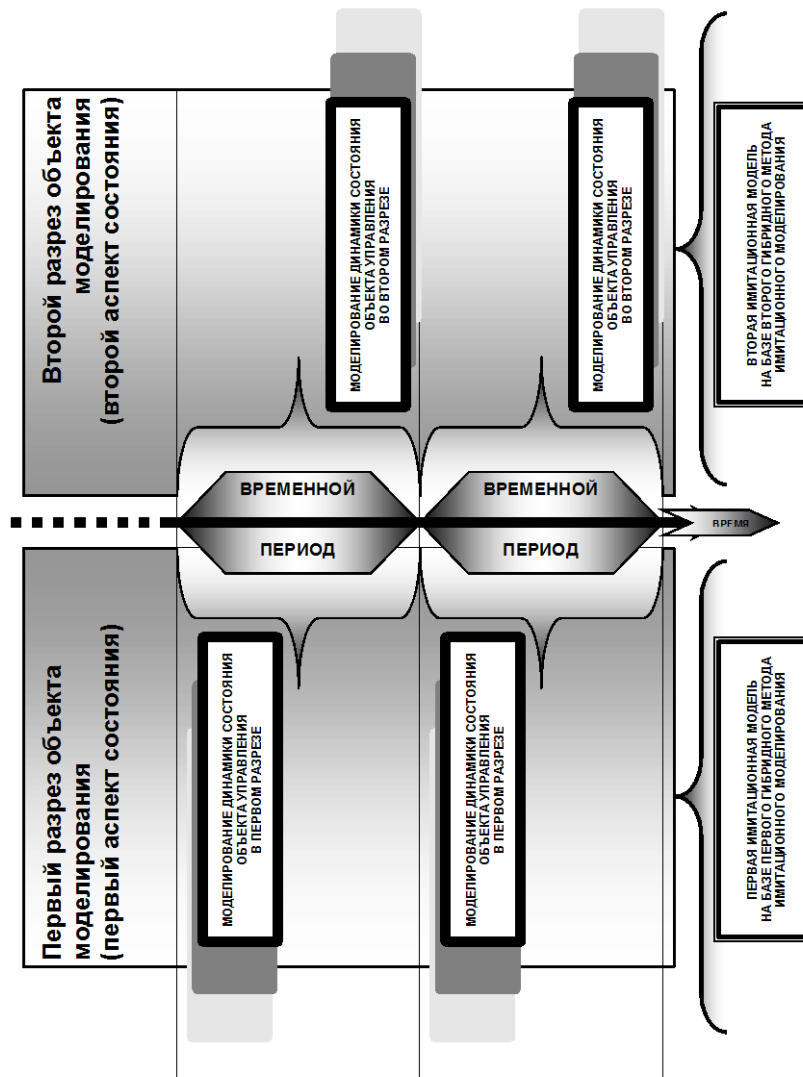 Первый разрез объекта
моделирования
(первый аспект состояния)
Второй разрез объекта
моделирования
(второй аспект состояния)
МОДЕЛИРОВАНИЕ ДИНАМИКИ СОСТОЯНИЯ
ОБЪЕКТА УПРАВЛЕНИЯ
В ПЕРВОМ РАЗРЕЗЕ
ВРЕМЕННОЙ
ПЕРИОД
МОДЕЛИРОВАНИЕ ДИНАМИКИ СОСТОЯНИЯ
ОБЪЕКТА УПРАВЛЕНИЯ
ВО ВТОРОМ РАЗРЕЗЕ
МОДЕЛИРОВАНИЕ ДИНАМИКИ СОСТОЯНИЯ
ОБЪЕКТА УПРАВЛЕНИЯ
В ПЕРВОМ РАЗРЕЗЕ
ВРЕМЕННОЙ
ПЕРИОД
МОДЕЛИРОВАНИЕ ДИНАМИКИ СОСТОЯНИЯ
ОБЪЕКТА УПРАВЛЕНИЯ
ВО ВТОРОМ РАЗРЕЗЕ
ВРЕМЯ
ПЕРВАЯ ИМИТАЦИОННАЯ МОДЕЛЬ
НА БАЗЕ ПЕРВОГО ГИБРИДНОГО МЕТОДА
ИМИТАЦИОННОГО МОДЕЛИРОВАНИЯ
ВТОРАЯ ИМИТАЦИОННАЯ МОДЕЛЬ
НА БАЗЕ ВТОРОГО ГИБРИДНОГО МЕТОДА
ИМИТАЦИОННОГО МОДЕЛИРОВАНИЯ